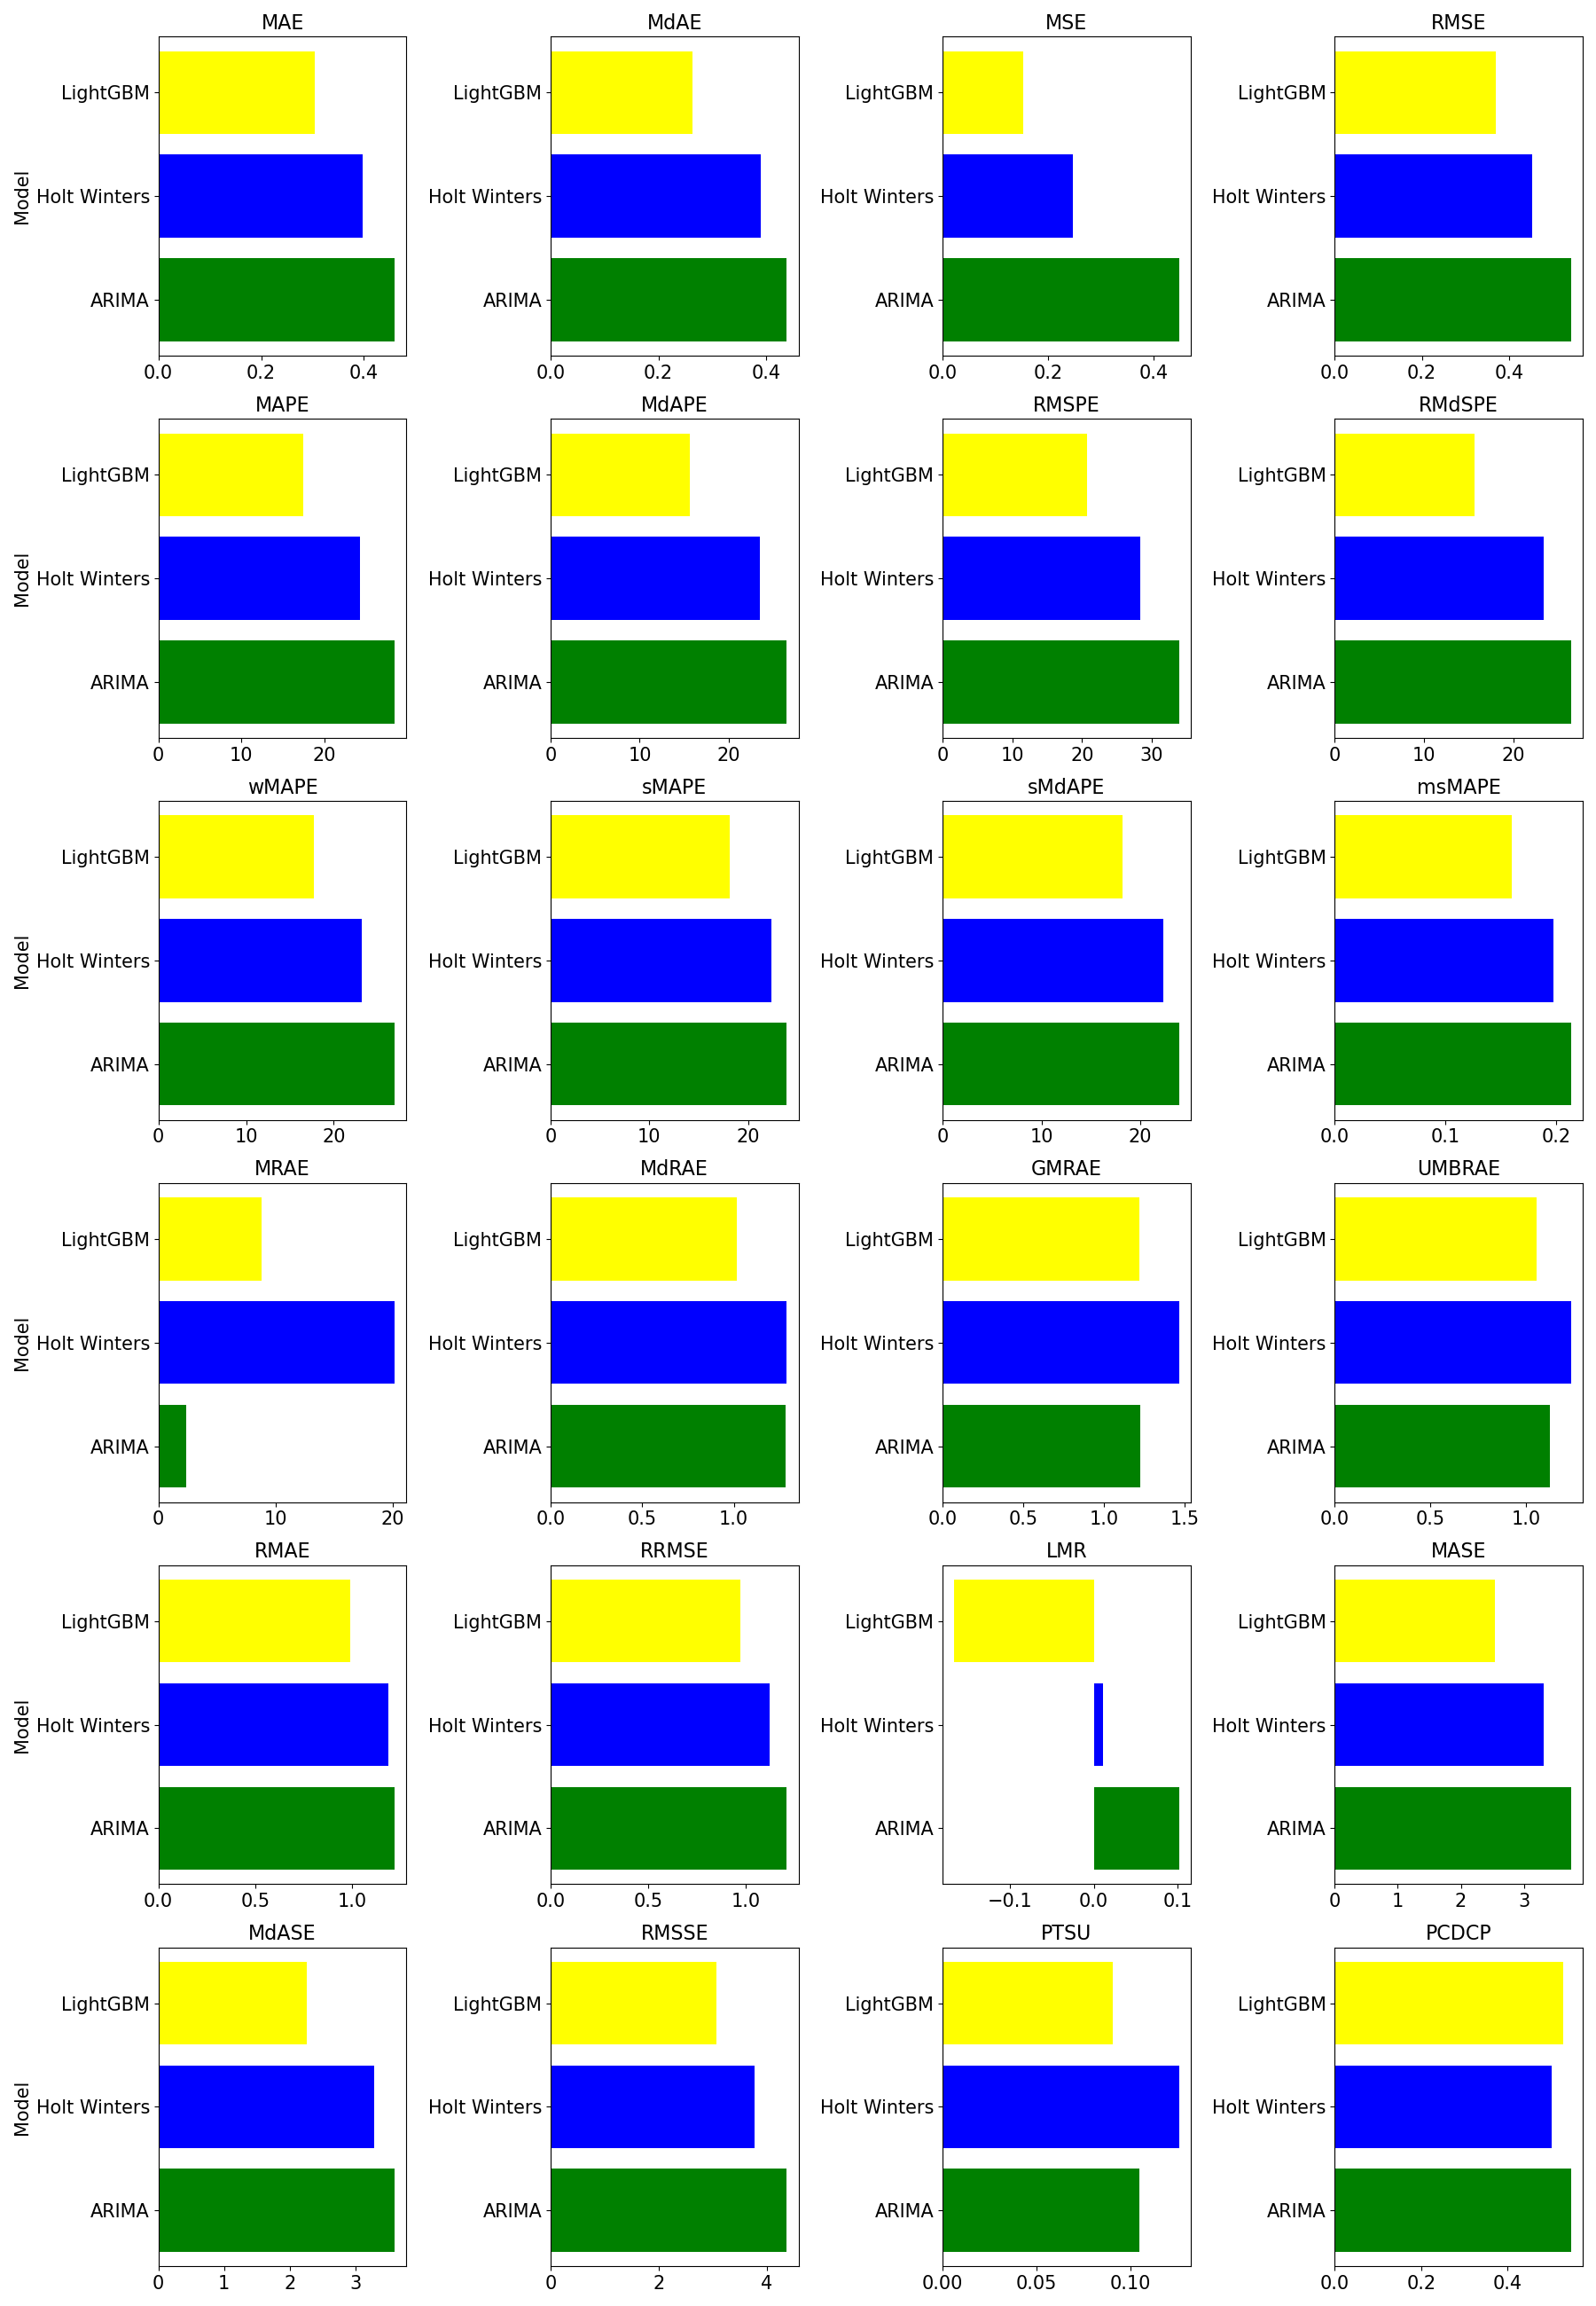 MAE MdAE MSE RMSE
LightGBM LightGBM LightGBM LightGBM
Model Holt Winters Holt Winters Holt Winters Holt Winters
ARIMA ARIMA ARIMA ARIMA
0.0 0.2 0.4 0.0 0.2 0.4 0.0 0.2 0.4 0.0 0.2 0.4
MAPE MdAPE RMSPE RMdSPE
LightGBM LightGBM LightGBM LightGBM
Model Holt Winters Holt Winters Holt Winters Holt Winters
ARIMA ARIMA ARIMA ARIMA
0 10 20 0 10 20 0 10 20 30 0 10 20
wMAPE sMAPE sMdAPE msMAPE
LightGBM LightGBM LightGBM LightGBM
Model Holt Winters Holt Winters Holt Winters Holt Winters
ARIMA ARIMA ARIMA ARIMA
0 10 20 0 10 20 0 10 20 0.0 0.1 0.2
MRAE MdRAE GMRAE UMBRAE
LightGBM LightGBM LightGBM LightGBM
Model Holt Winters Holt Winters Holt Winters Holt Winters
ARIMA ARIMA ARIMA ARIMA
0 10 20 0.0 0.5 1.0 0.0 0.5 1.0 1.5 0.0 0.5 1.0
RMAE RRMSE LMR MASE
LightGBM LightGBM LightGBM LightGBM
Model Holt Winters Holt Winters Holt Winters Holt Winters
ARIMA ARIMA ARIMA ARIMA
0.0 0.5 1.0 0.0 0.5 1.0 −0.1 0.0 0.1 0 1 2 3
MdASE RMSSE PTSU PCDCP
LightGBM LightGBM LightGBM LightGBM
Model Holt Winters Holt Winters Holt Winters Holt Winters
ARIMA ARIMA ARIMA ARIMA
0 1 2 3 0 2 4 0.00 0.05 0.10 0.0 0.2 0.4